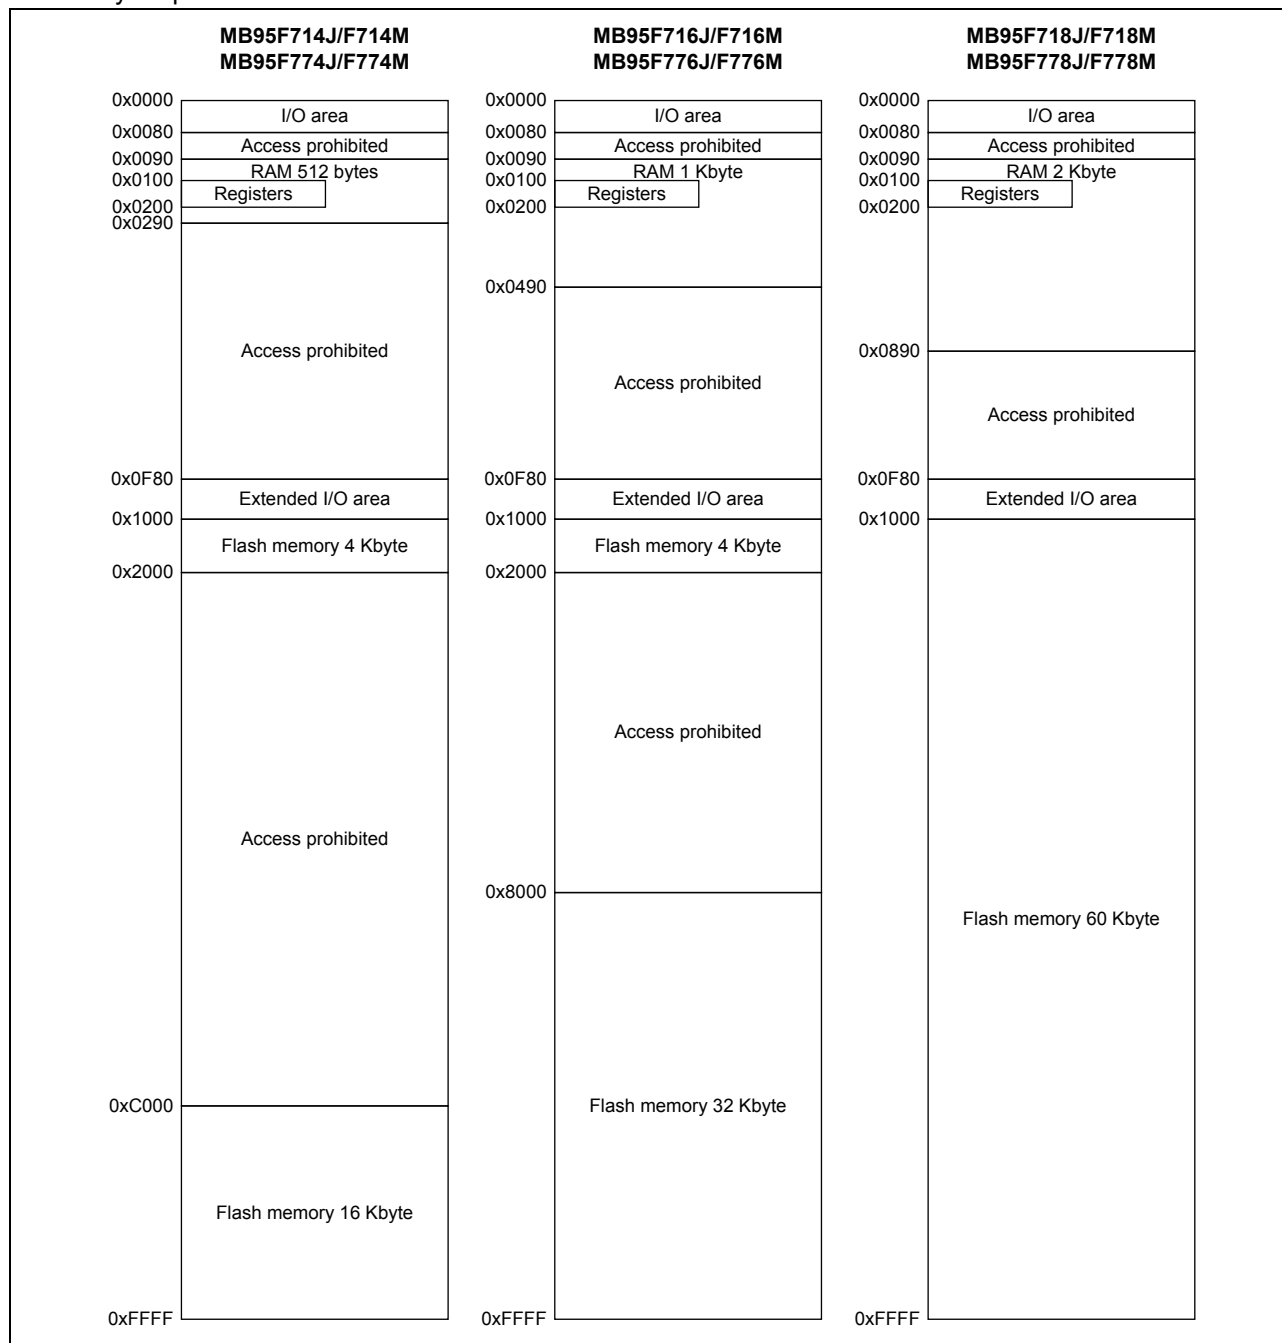 MB95F714J/F714M
MB95F774J/F774M
0x0000
I/O area
0x0080
Access prohibited
0x0090
RAM 512 bytes
0x0100
Registers
0x0200
0x0290
Access prohibited
0x0F80
Extended I/O area
0x1000
Flash memory 4 Kbyte
0x2000
Access prohibited
0xC000
Flash memory 16 Kbyte
0xFFFF
MB95F716J/F716M
MB95F776J/F776M
0x0000
I/O area
0x0080
Access prohibited
0x0090
RAM 1 Kbyte
0x0100
Registers
0x0200
0x0490
Access prohibited
0x0F80
Extended I/O area
0x1000
Flash memory 4 Kbyte
0x2000
Access prohibited
0x8000
Flash memory 32 Kbyte
0xFFFF
MB95F718J/F718M
MB95F778J/F778M
0x0000
I/O area
0x0080
Access prohibited
0x0090
RAM 2 Kbyte
0x0100
Registers
0x0200
0x0890
Access prohibited
0x0F80
Extended I/O area
0x1000
Flash memory 60 Kbyte
0xFFFF